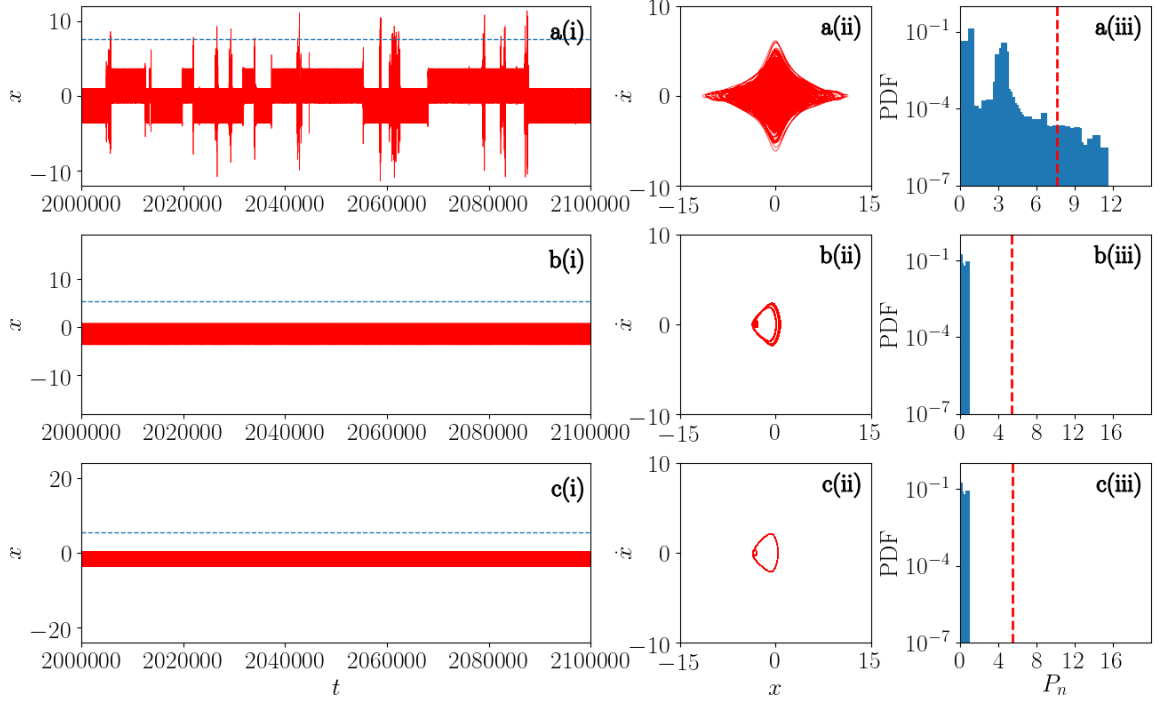 10
0
−10
x
2000000 2020000 2040000 2060000 2080000 2100000
a(i)
10
0
−10
ẋ
−15 0 15
a(ii)
10⁻¹
10⁻⁴
10⁻⁷
PDF
0 3 6 9 12
a(iii)
10
0
−10
x
2000000 2020000 2040000 2060000 2080000 2100000
b(i)
10
0
−10
ẋ
−15 0 15
b(ii)
10⁻¹
10⁻⁴
10⁻⁷
PDF
0 4 8 12 16
b(iii)
20
0
−20
x
2000000 2020000 2040000 2060000 2080000 2100000
t
c(i)
10
0
−10
ẋ
−15 0 15
x
c(ii)
10⁻¹
10⁻⁴
10⁻⁷
PDF
0 4 8 12 16
Pₙ
c(iii)